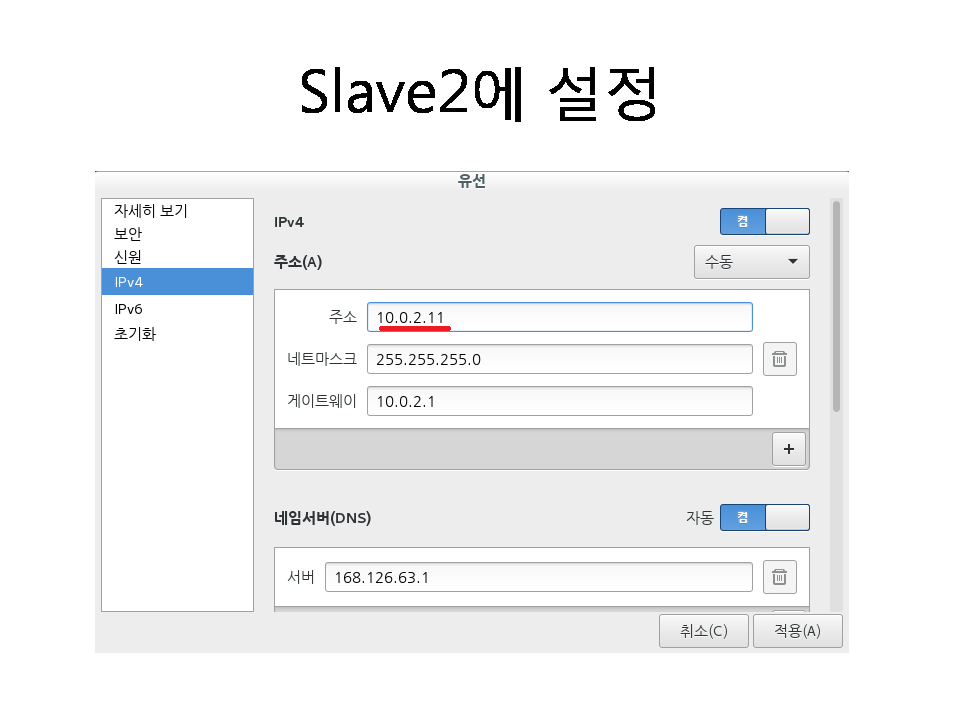 Slave2에 설정
유선
자세히 보기
보안
신원
IPv4
IPv6
초기화
IPv4
켬
주소(A)
수동
주소 10.0.2.11
네트마스크 255.255.255.0
게이트웨이 10.0.2.1
+
네임서버(DNS) 자동 켬
서버 168.126.63.1
취소(C) 적용(A)